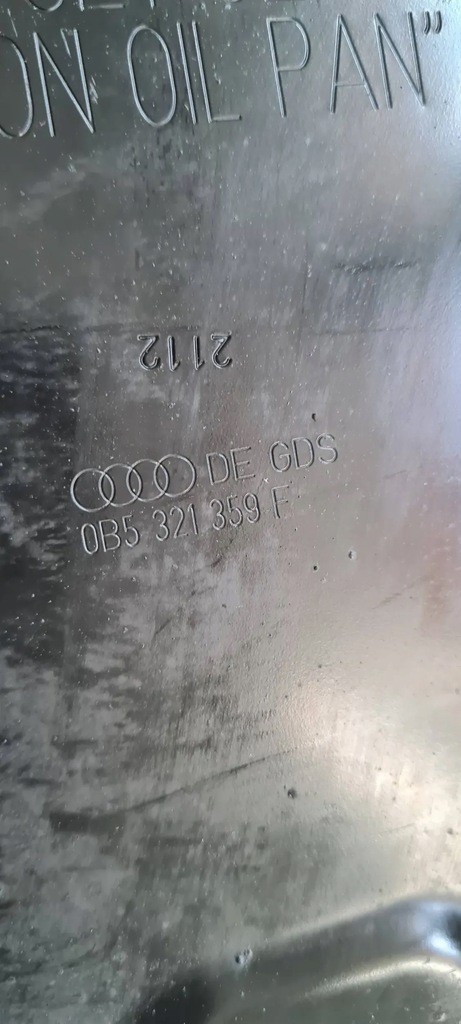 ON OIL PAN"
2112
DE GDS
0B5 321 359 F